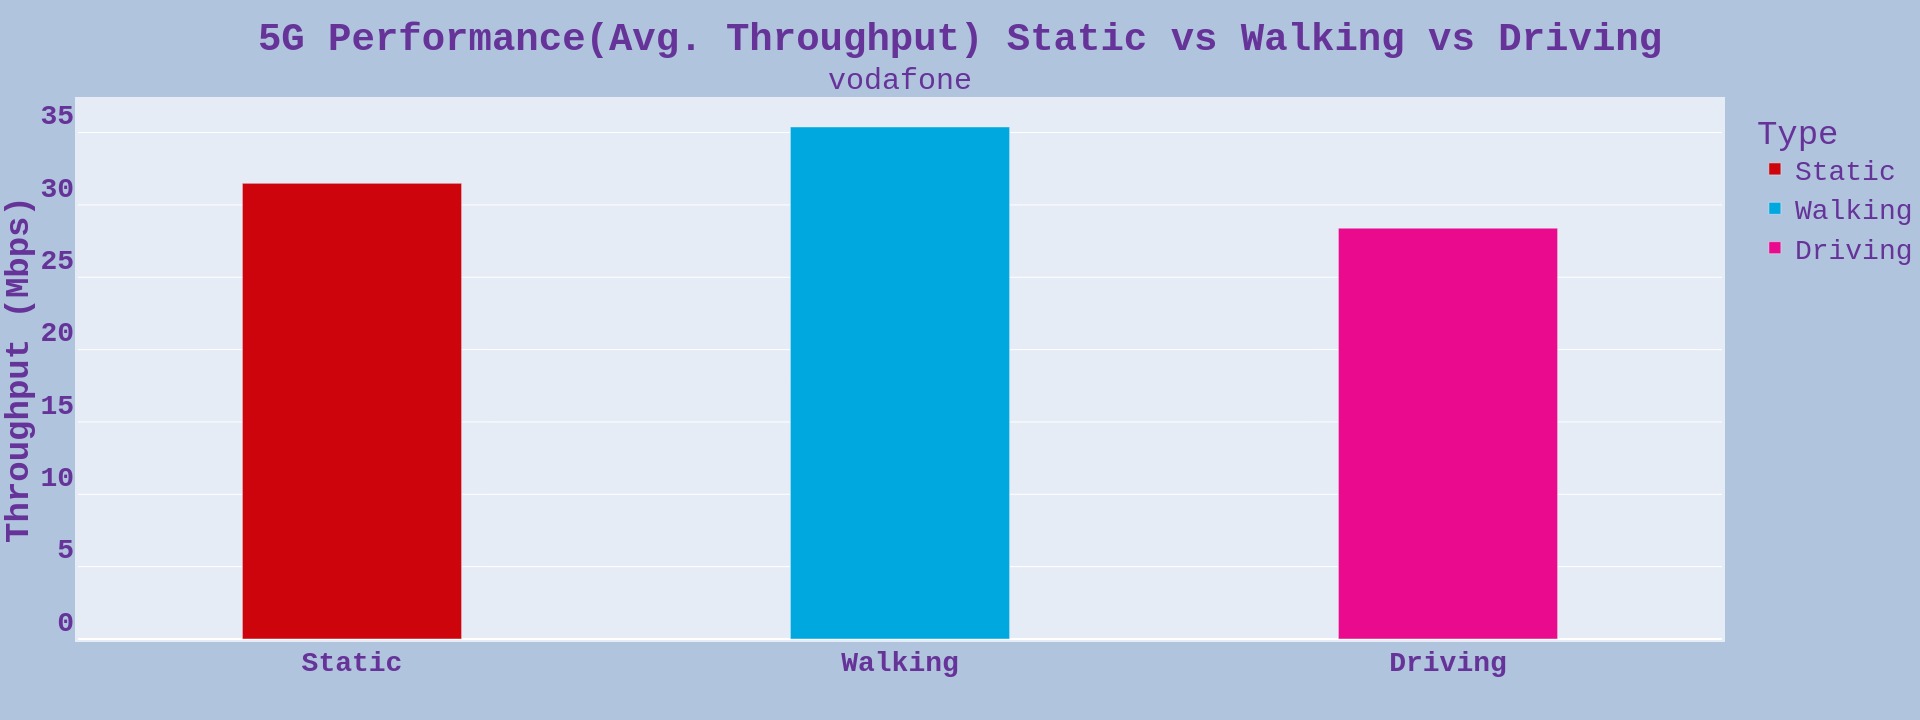 5G Performance(Avg. Throughput) Static vs Walking vs Driving
vodafone
Throughput (Mbps)
35
30
25
20
15
10
5
0
Static
Walking
Driving
Type
Static
Walking
Driving